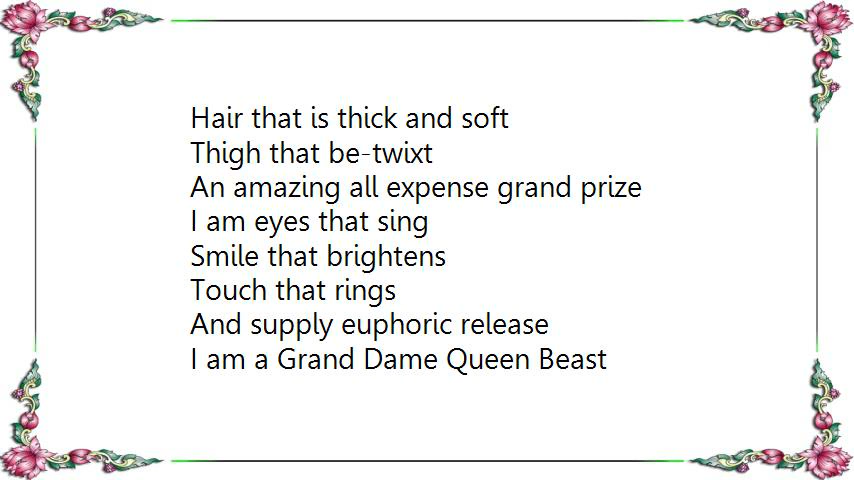 Hair that is thick and soft
Thigh that be-twixt
An amazing all expense grand prize
I am eyes that sing
Smile that brightens
Touch that rings
And supply euphoric release
I am a Grand Dame Queen Beast